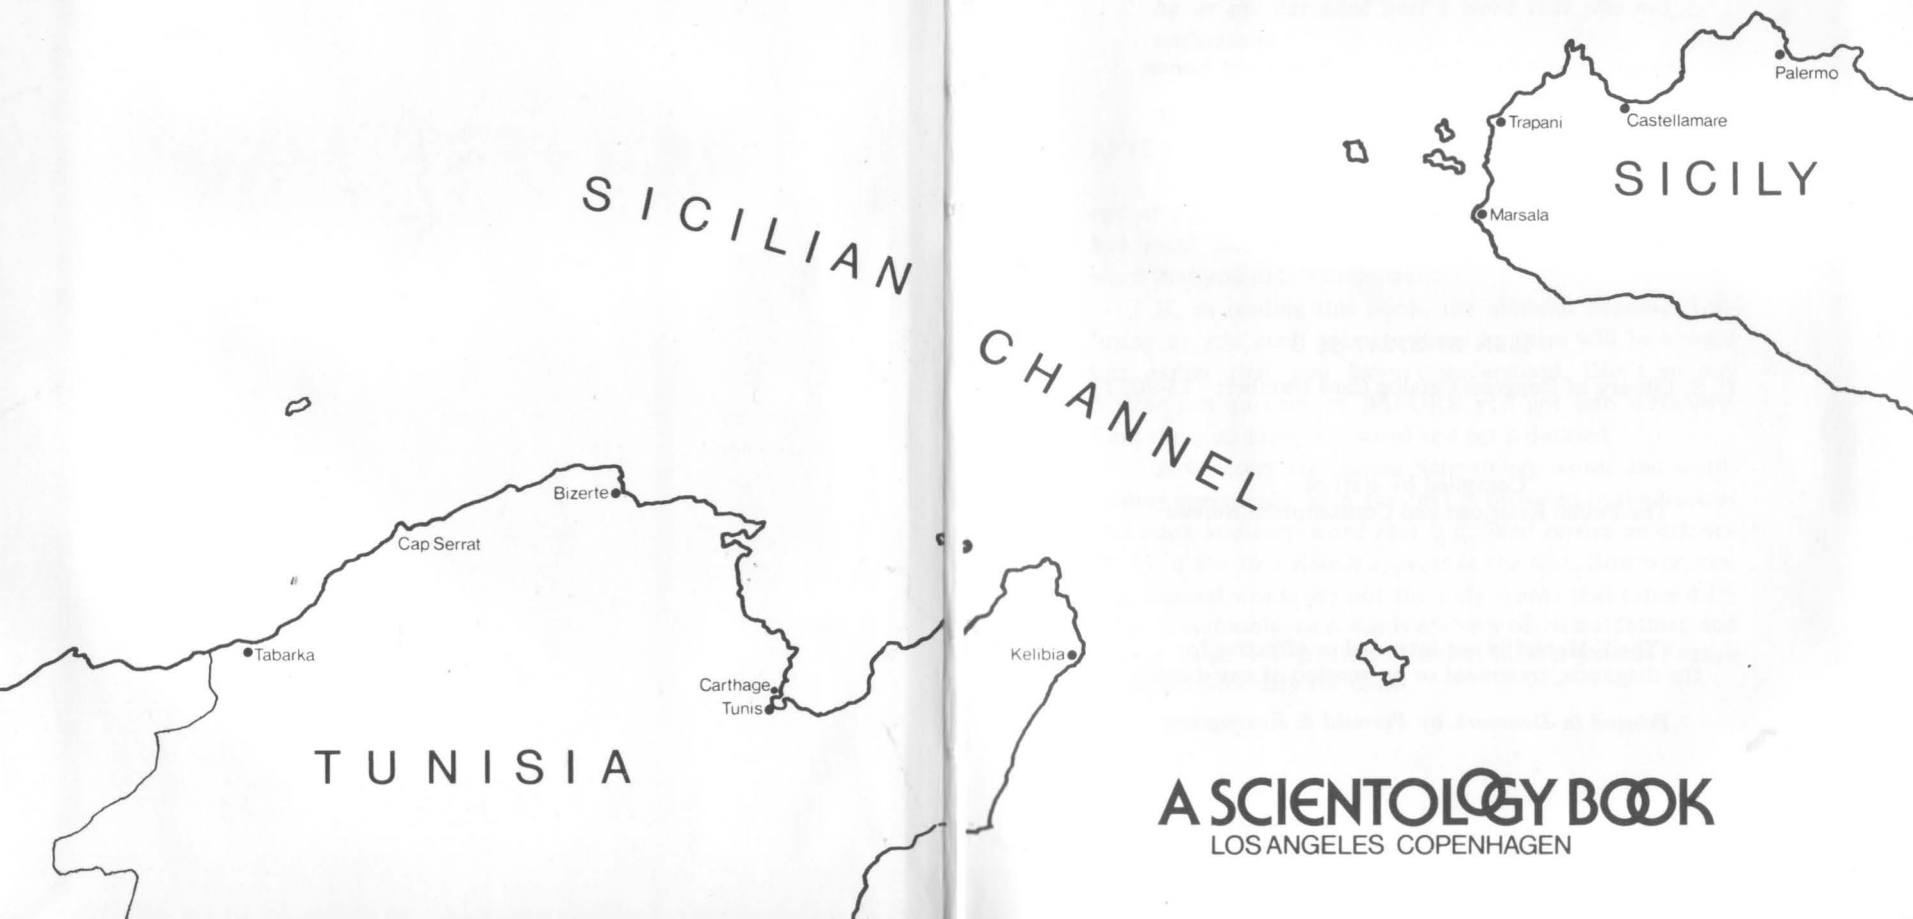 SICILIAN
CHANNEL
Palermo
Trapani
Castellamare
SICILY
Marsala
Bizerte
Cap Serrat
Tabarka
Carthage
Tunis
Kelibia
TUNISIA
A SCIENTOLOGY BOOK
LOS ANGELES COPENHAGEN